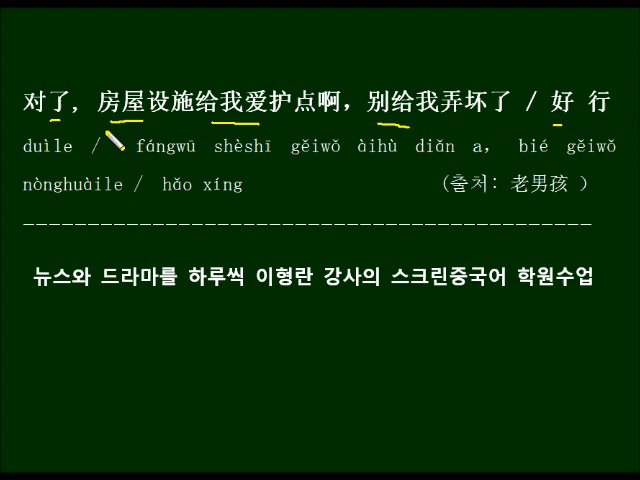 对了, 房屋设施给我爱护点啊，别给我弄坏了 / 好 行
duìle / fángwū shèshī gěiwǒ àihù diǎn a， bié gěiwǒ
nònghuàile / hǎo xíng (출처: 老男孩 )
뉴스와 드라마를 하루씩 이형란 강사의 스크린중국어 학원수업